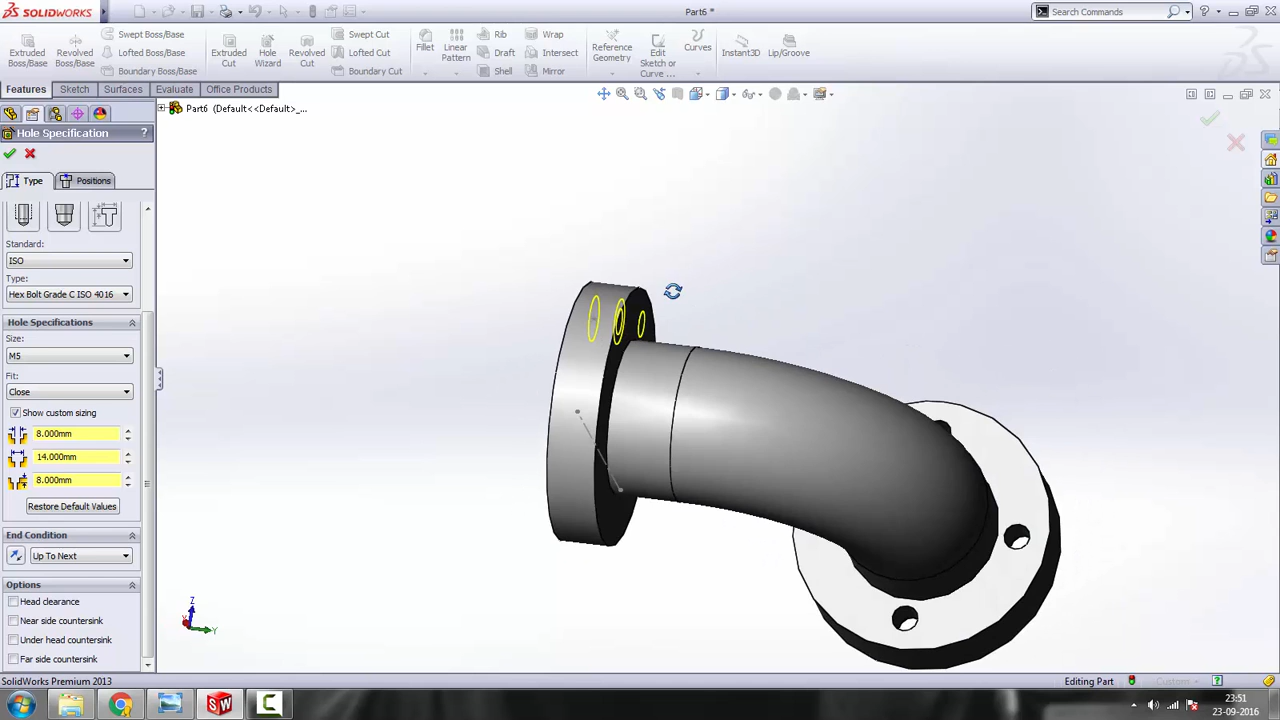 SOLIDWORKS
Part6 *
Search Commands
Extruded Boss/Base
Revolved Boss/Base
Swept Boss/Base
Lofted Boss/Base
Boundary Boss/Base
Extruded Cut
Hole Wizard
Revolved Cut
Swept Cut
Lofted Cut
Boundary Cut
Fillet
Linear Pattern
Rib
Draft
Shell
Wrap
Intersect
Mirror
Reference Geometry
Edit Sketch or Curve ...
Curves
Instant3D
Lip/Groove
Features
Sketch
Surfaces
Evaluate
Office Products
Part6 (Default<<Default>_...
Hole Specification
?
Type
Positions
Standard:
ISO
Type:
Hex Bolt Grade C ISO 4016
Hole Specifications
Size:
M5
Fit:
Close
Show custom sizing
8.000mm
14.000mm
8.000mm
Restore Default Values
End Condition
Up To Next
Options
Head clearance
Near side countersink
Under head countersink
Far side countersink
Z
Y
SolidWorks Premium 2013
Editing Part
Custom
?
23:51
23-09-2016